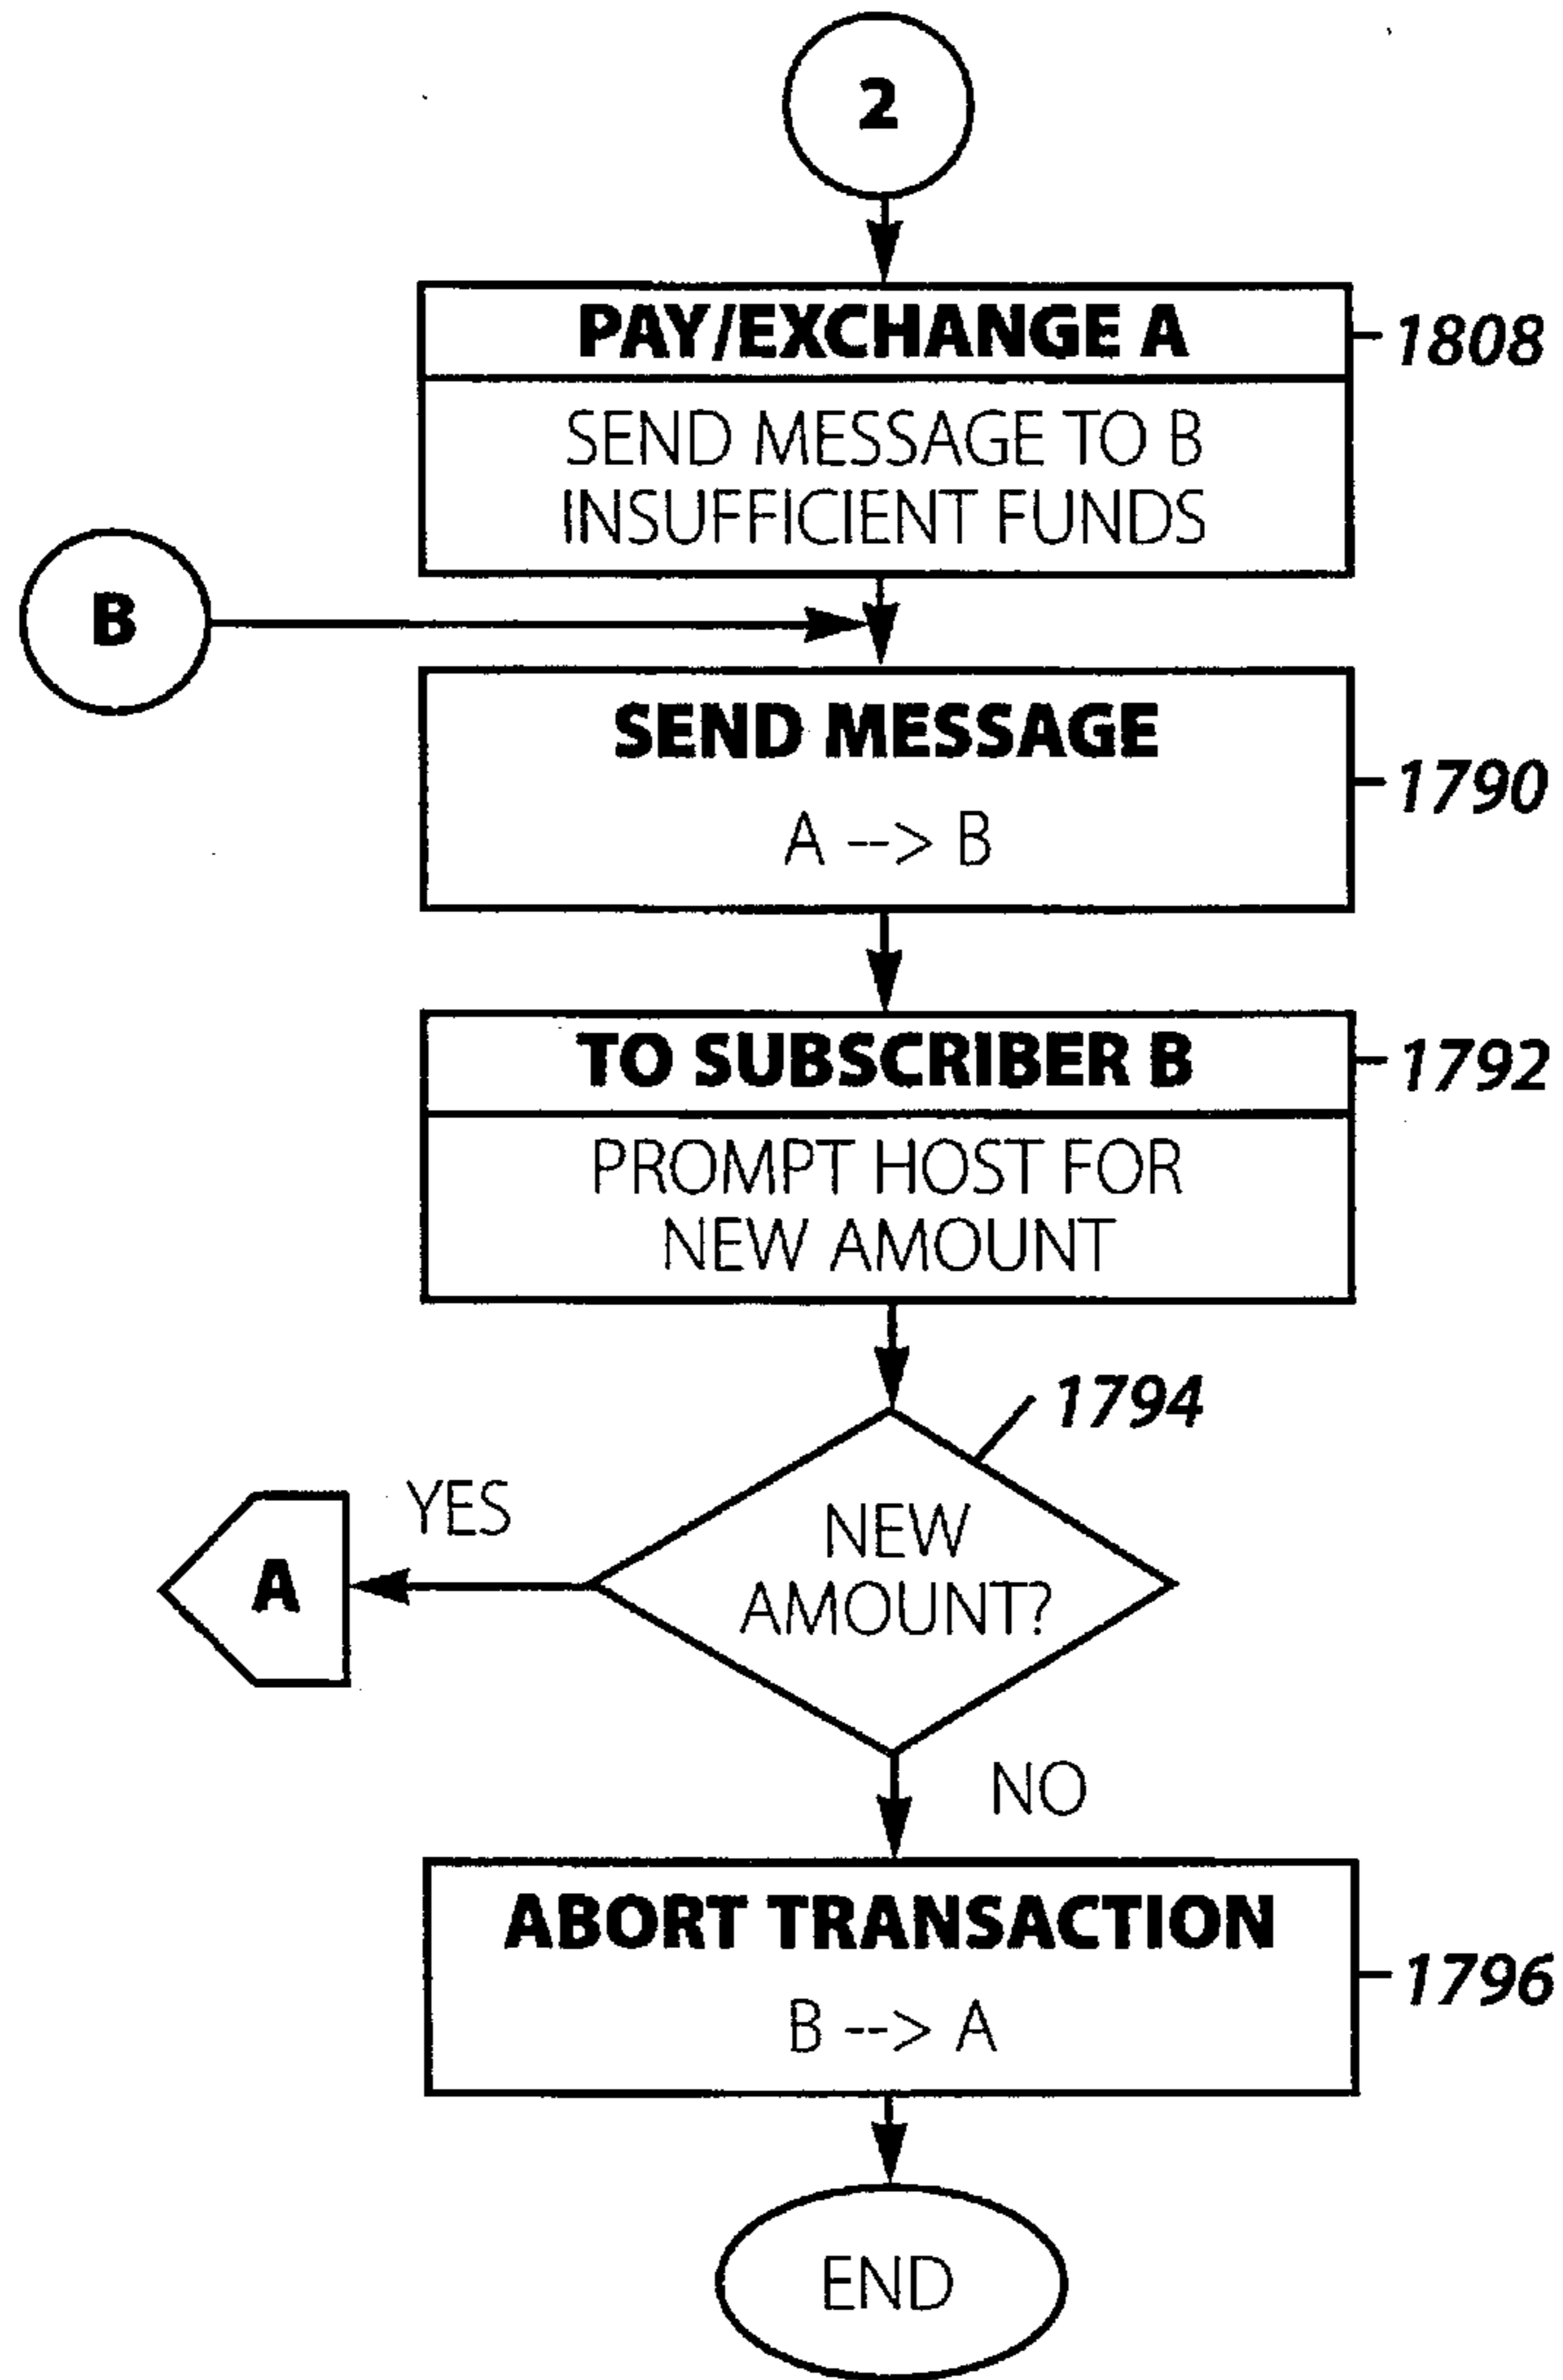 2
PAY/EXCHANGE A
1808
SEND MESSAGE TO B
INSUFFICIENT FUNDS
B
SEND MESSAGE
1790
A --> B
TO SUBSCRIBER B
1792
PROMPT HOST FOR
NEW AMOUNT
1794
YES
NEW
AMOUNT?
A
NO
ABORT TRANSACTION
1796
B --> A
END